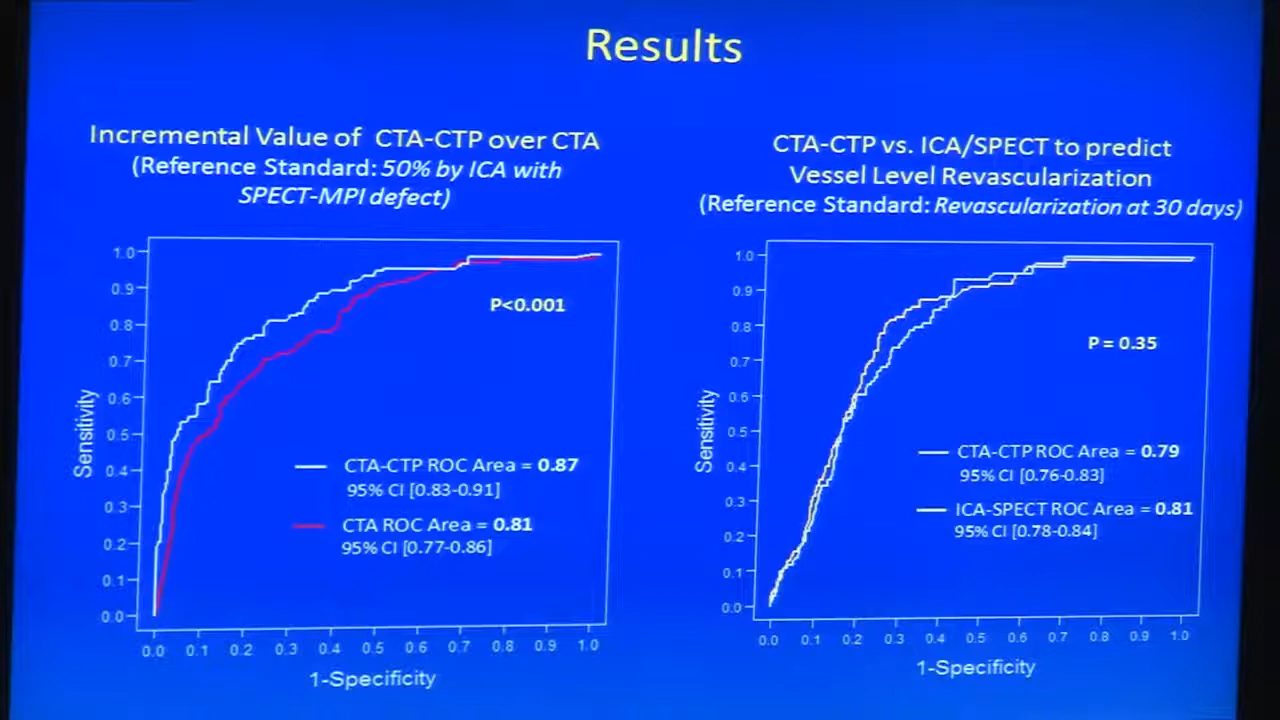 Results
Incremental Value of CTA-CTP over CTA
(Reference Standard: 50% by ICA with
SPECT-MPI defect)
1.0
0.9
0.8
0.7
0.6
0.5
0.4
0.3
0.2
0.1
0.0
Sensitivity
P<0.001
CTA-CTP ROC Area = 0.87
95% CI [0.83-0.91]
CTA ROC Area = 0.81
95% CI [0.77-0.86]
0.0 0.1 0.2 0.3 0.4 0.5 0.6 0.7 0.8 0.9 1.0
1-Specificity
CTA-CTP vs. ICA/SPECT to predict
Vessel Level Revascularization
(Reference Standard: Revascularization at 30 days)
1.0
0.9
0.8
0.7
0.6
0.5
0.4
0.3
0.2
0.1
0.0
Sensitivity
P = 0.35
CTA-CTP ROC Area = 0.79
95% CI [0.76-0.83]
ICA-SPECT ROC Area = 0.81
95% CI [0.78-0.84]
0.0 0.1 0.2 0.3 0.4 0.5 0.6 0.7 0.8 0.9 1.0
1-Specificity